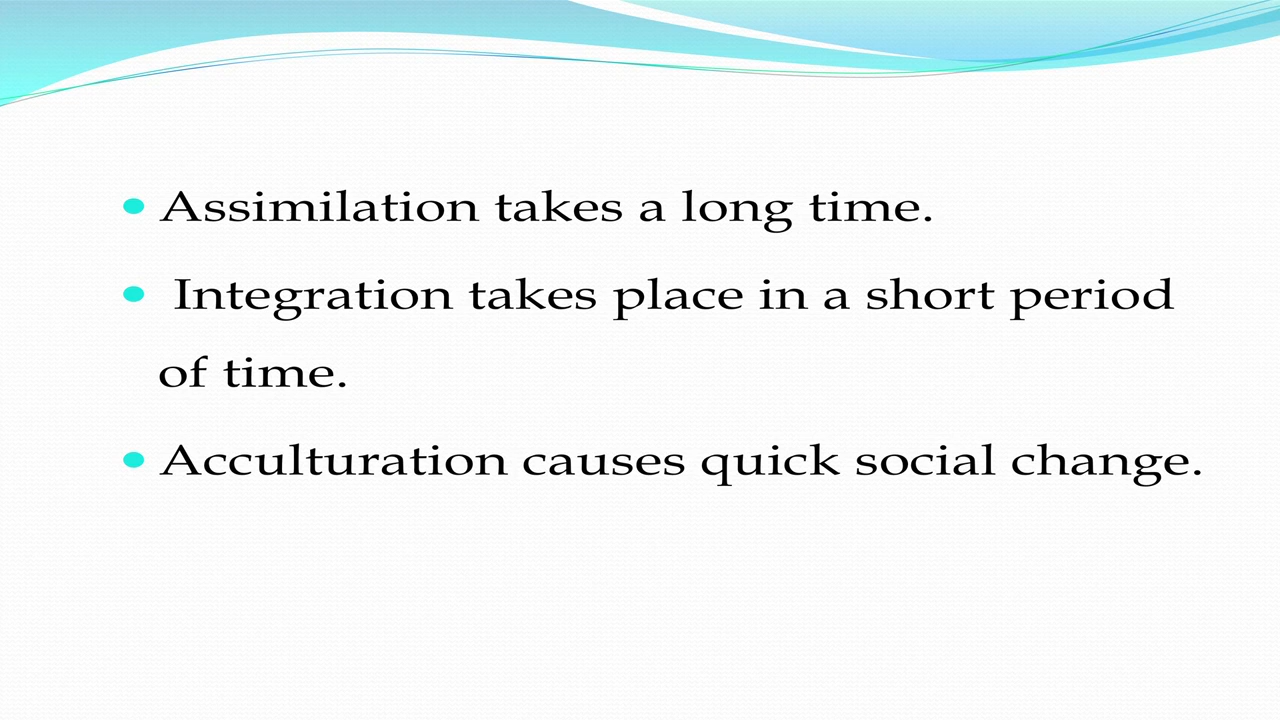 • Assimilation takes a long time.
• Integration takes place in a short period
of time.
• Acculturation causes quick social change.